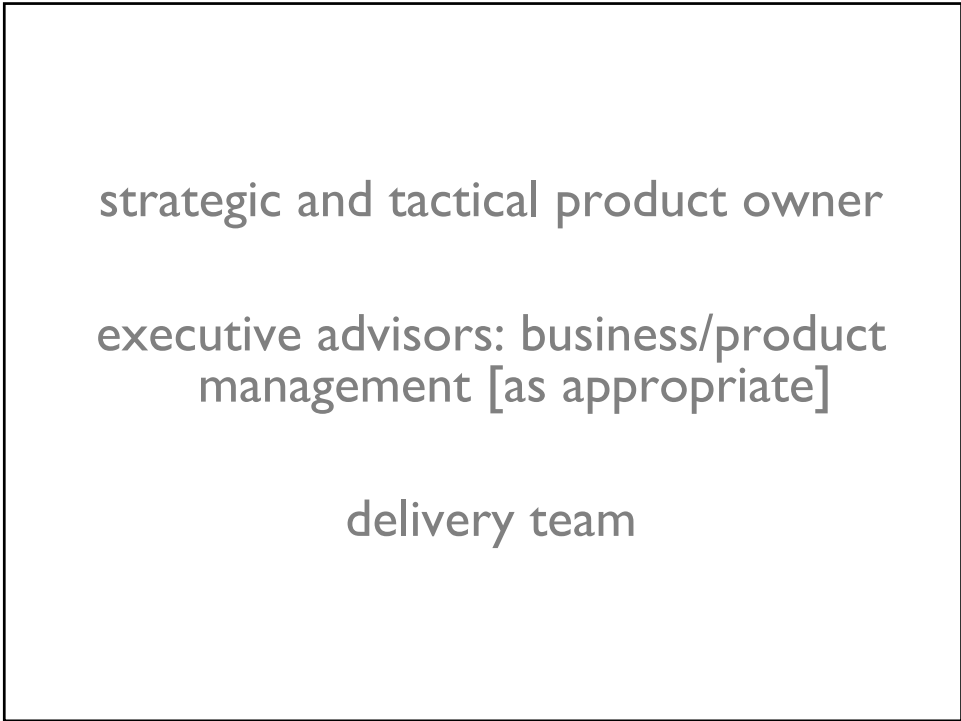 strategic and tactical product owner
executive advisors: business/product
management [as appropriate]
delivery team